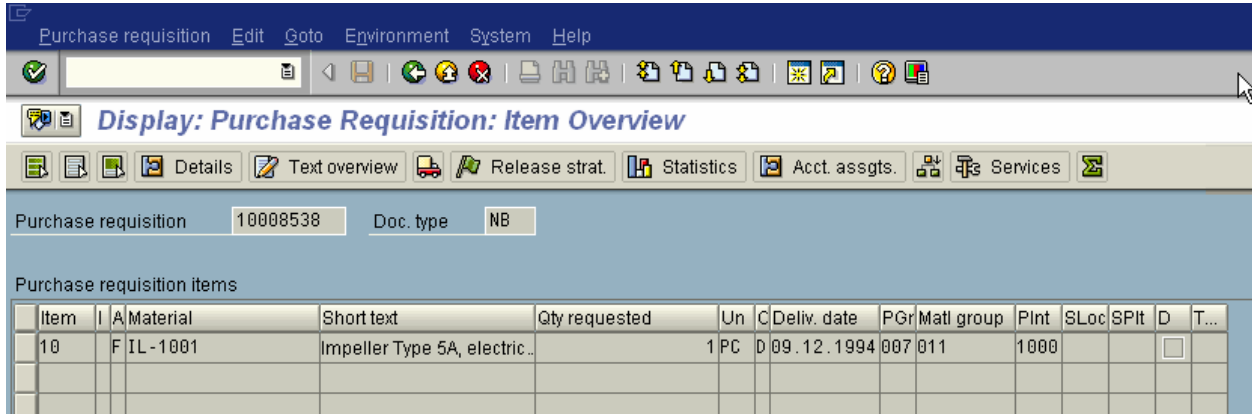 Purchase requisition Edit Goto Environment System Help
Display: Purchase Requisition: Item Overview
Details Text overview Release strat. Statistics Acct. assgts. Services
Purchase requisition 10008538 Doc. type NB
Purchase requisition items
Item I A Material Short text Qty requested Un C Deliv. date PGr Matl group Plnt SLoc SPlt D T...
10 F IL-1001 Impeller Type 5A, electric.. 1 PC D 09.12.1994 007 011 1000